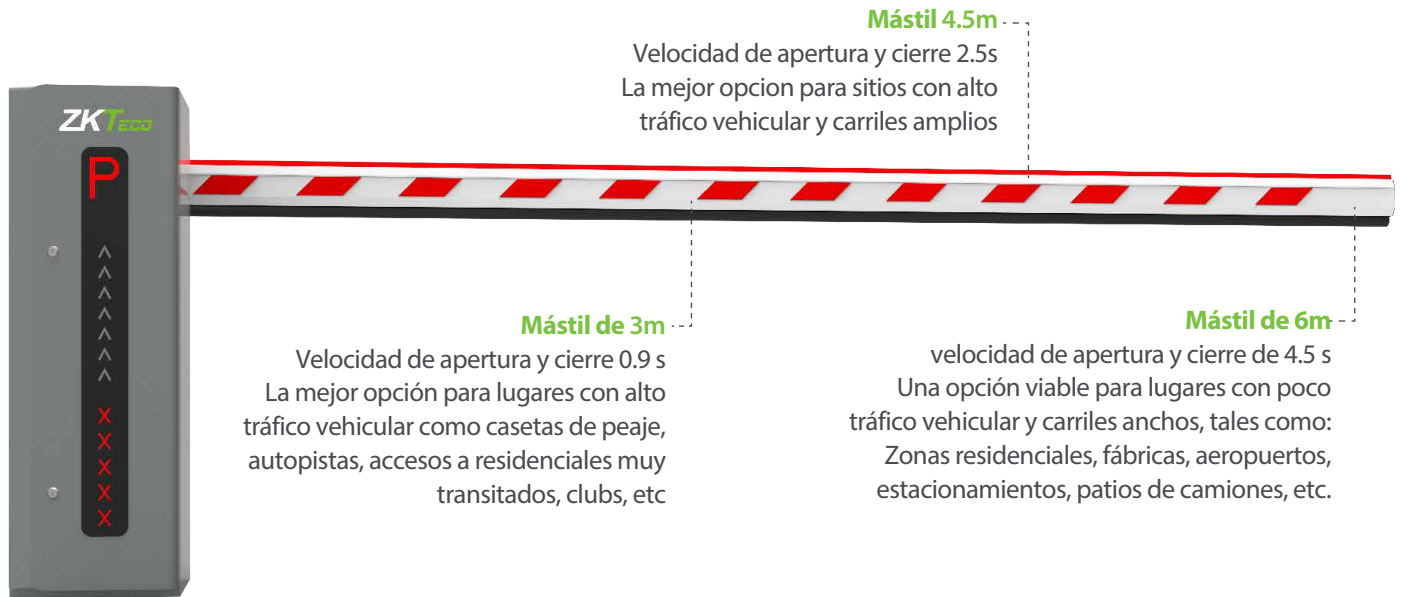 Mástil 4.5m
Velocidad de apertura y cierre 2.5s
La mejor opcion para sitios con alto
tráfico vehicular y carriles amplios
ZKTeco
P
X
X
X
X
X
Mástil de 3m
Velocidad de apertura y cierre 0.9 s
La mejor opción para lugares con alto
tráfico vehicular como casetas de peaje,
autopistas, accesos a residenciales muy
transitados, clubs, etc
Mástil de 6m
velocidad de apertura y cierre de 4.5 s
Una opción viable para lugares con poco
tráfico vehicular y carriles anchos, tales como:
Zonas residenciales, fábricas, aeropuertos,
estacionamientos, patios de camiones, etc.